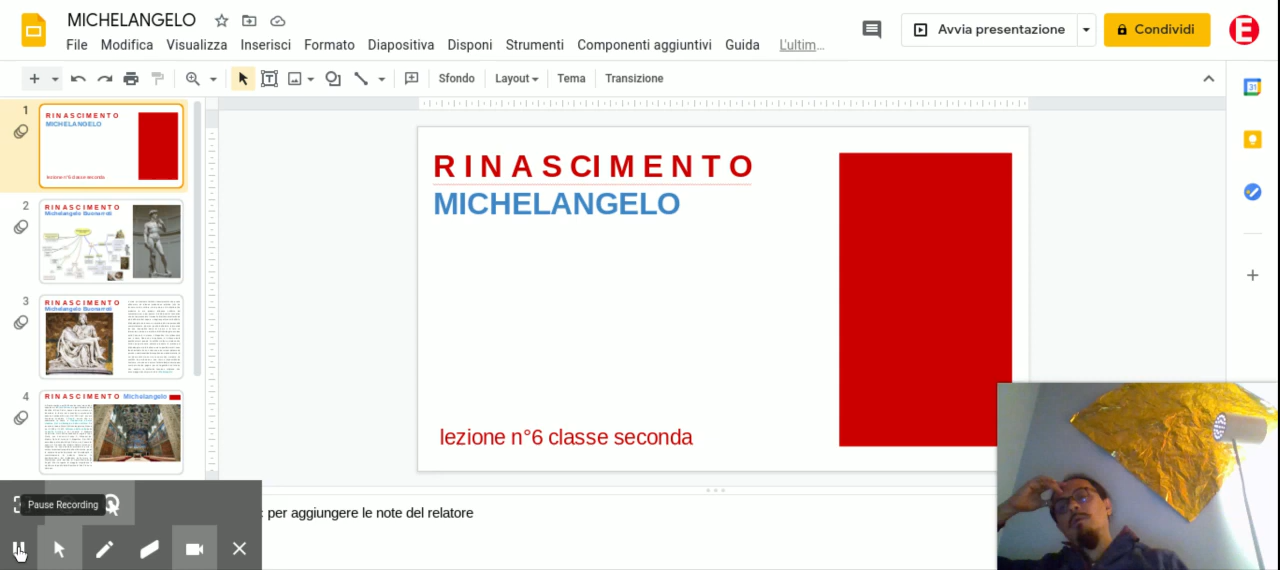 MICHELANGELO
File Modifica Visualizza Inserisci Formato Diapositiva Disponi Strumenti Componenti aggiuntivi Guida L'ultim...
Avvia presentazione
Condividi
E
Sfondo Layout Tema Transizione
31
1
RINASCIMENTO
MICHELANGELO
lezione n°6 classe seconda
2
RINASCIMENTO
Michelangelo Buonarroti
3
RINASCIMENTO
Michelangelo Buonarroti
4
RINASCIMENTO Michelangelo
RINASCIMENTO
MICHELANGELO
lezione n°6 classe seconda
Pause Recording
per aggiungere le note del relatore